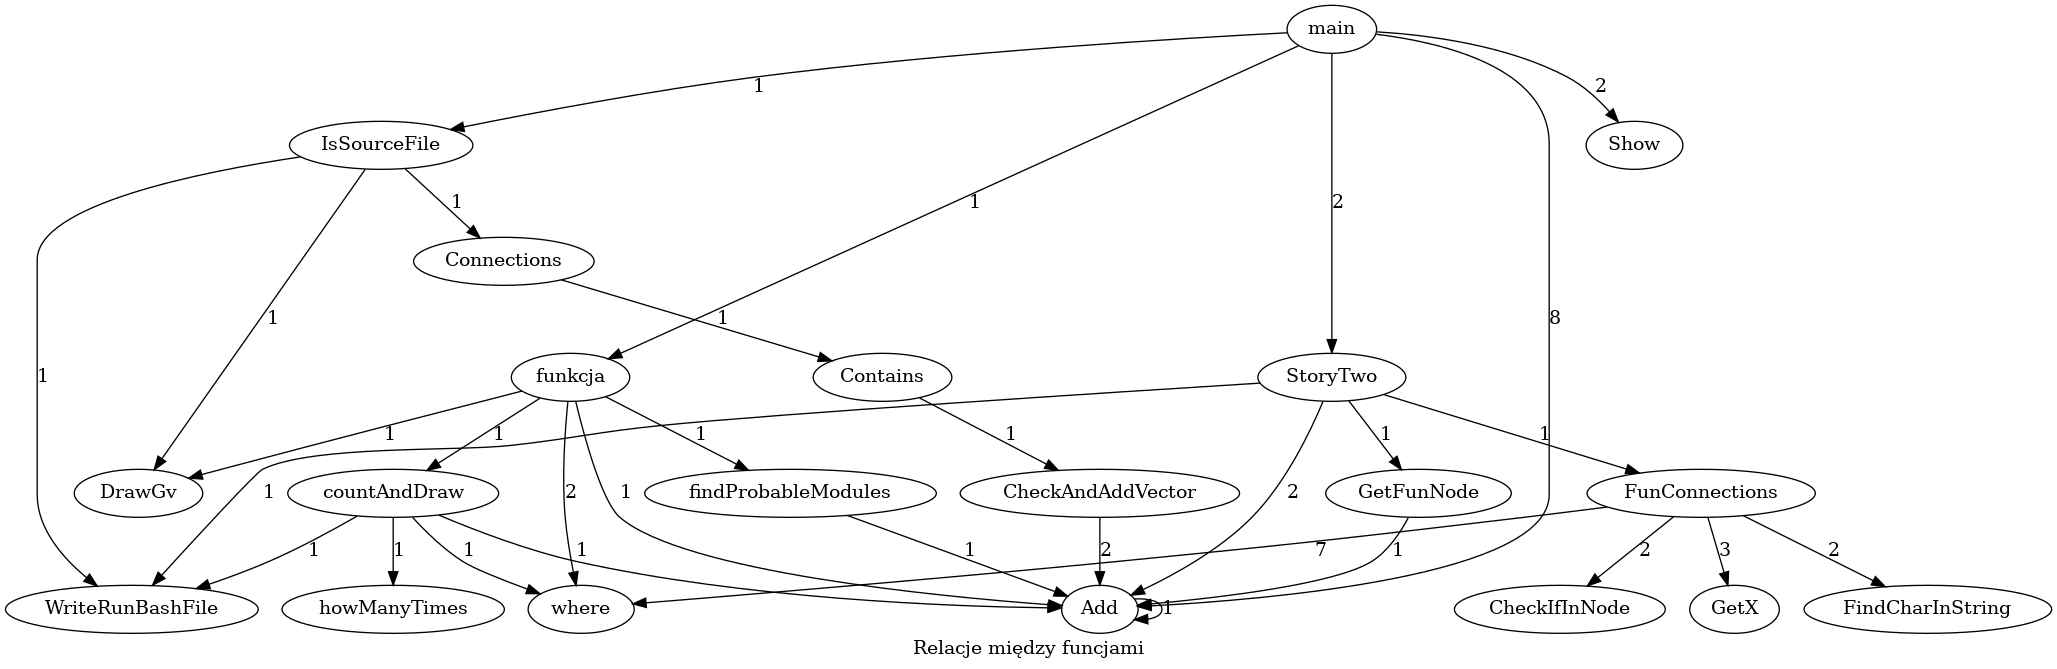 main
1
2
IsSourceFile
Show
1
1
2
Connections
1
1
8
1
funkcja
Contains
StoryTwo
1
1
1
1
1
1
DrawGv
countAndDraw
findProbableModules
CheckAndAddVector
GetFunNode
FunConnections
1
2
1
2
1
1
1
1
1
2
1
7
2
3
2
WriteRunBashFile
howManyTimes
where
Add
1
CheckIfInNode
GetX
FindCharInString
Relacje między funcjami